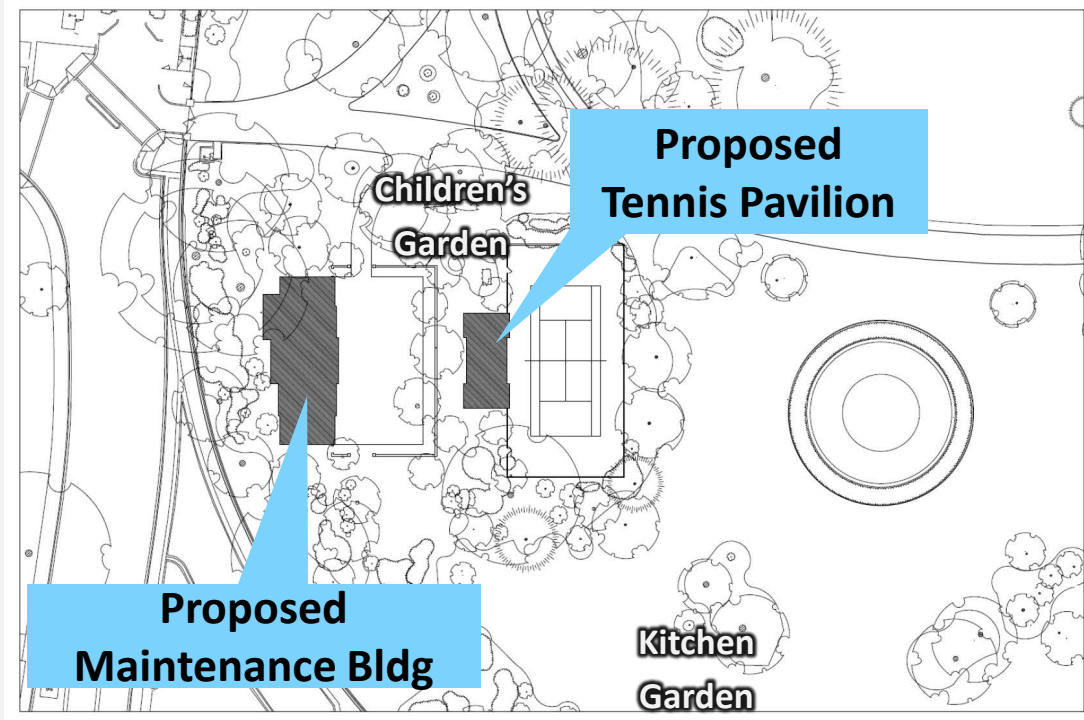 Proposed
Tennis Pavilion
Children's
Garden
Proposed
Maintenance Bldg
Kitchen
Garden